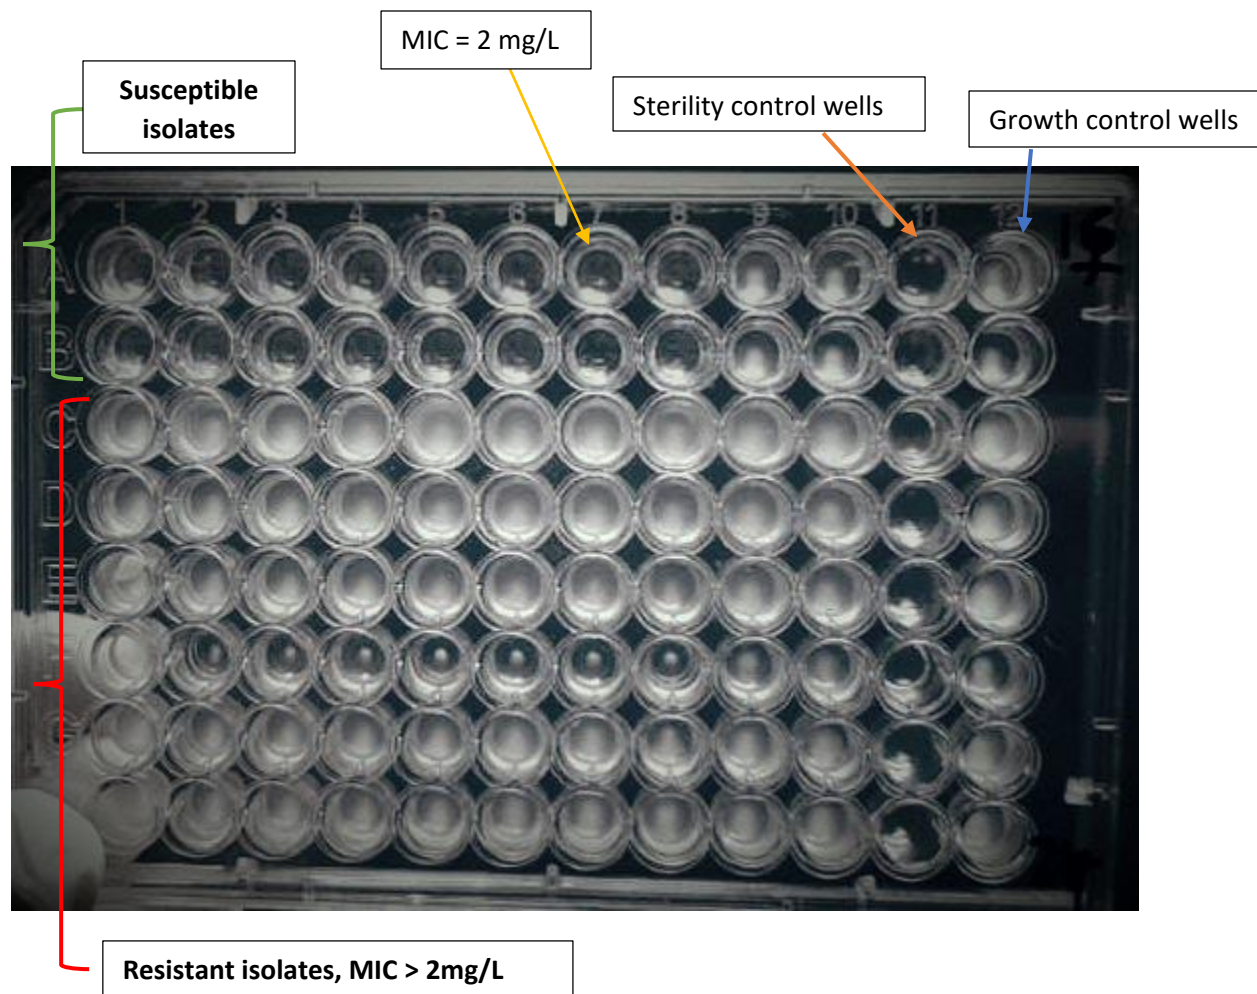 MIC = 2 mg/L
Susceptible
isolates
Sterility control wells
Growth control wells
1 2 3 4 5 6 7 8 9 10 11 12
A
B
C
D
E
G
Resistant isolates, MIC > 2mg/L